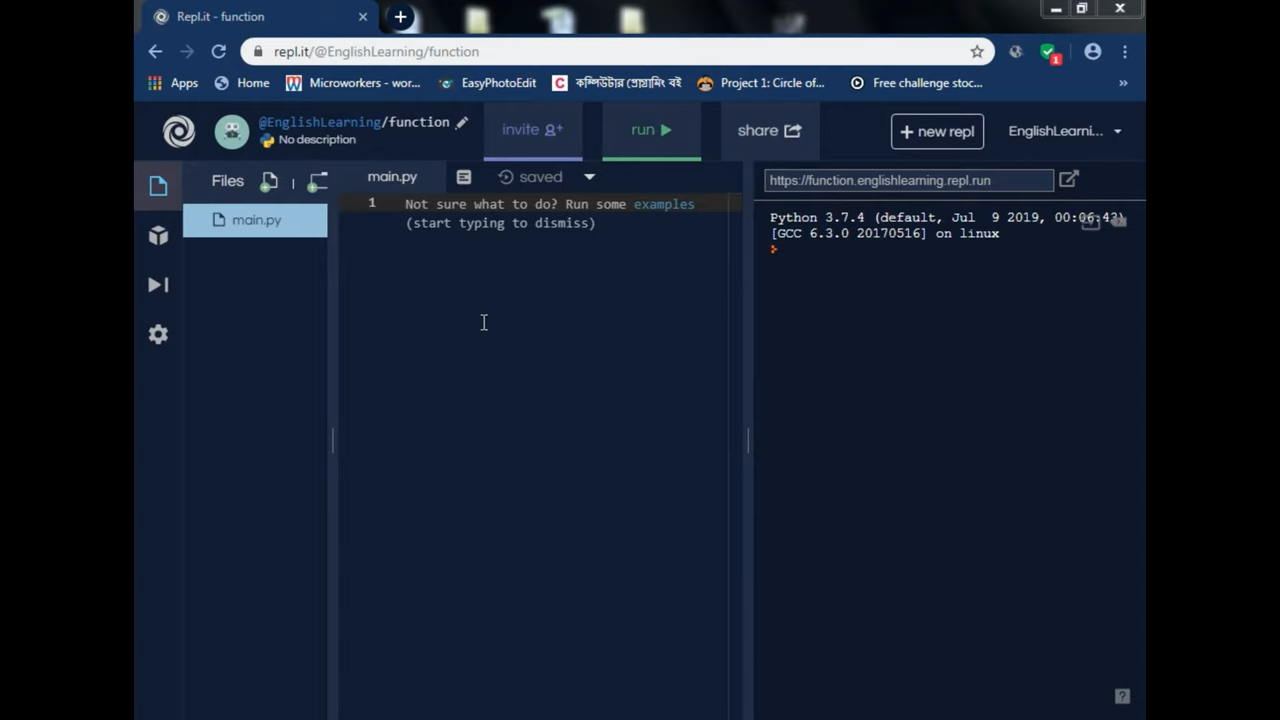 Repl.it - function
repl.it/@EnglishLearning/function
1
Apps Home Microworkers - wor... EasyPhotoEdit C কম্পিউটার প্রোগ্রামিং বই Project 1: Circle of... Free challenge stoc... »
@EnglishLearning/function
No description
invite
run
share
+ new repl
EnglishLearni...
Files
main.py
main.py
saved
1 Not sure what to do? Run some examples
(start typing to dismiss)
https://function.englishlearning.repl.run
Python 3.7.4 (default, Jul 9 2019, 00:06:43)
[GCC 6.3.0 20170516] on linux